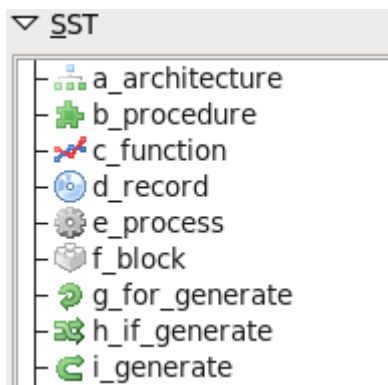 SST
a_architecture
b_procedure
c_function
d_record
e_process
f_block
g_for_generate
h_if_generate
i_generate